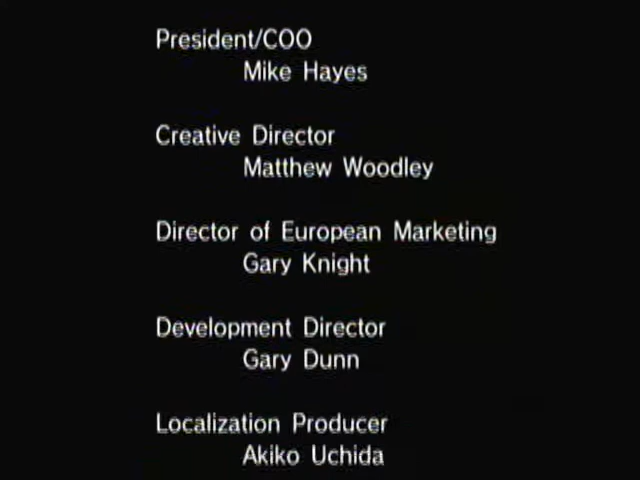 President/COO
Mike Hayes
Creative Director
Matthew Woodley
Director of European Marketing
Gary Knight
Development Director
Gary Dunn
Localization Producer
Akiko Uchida